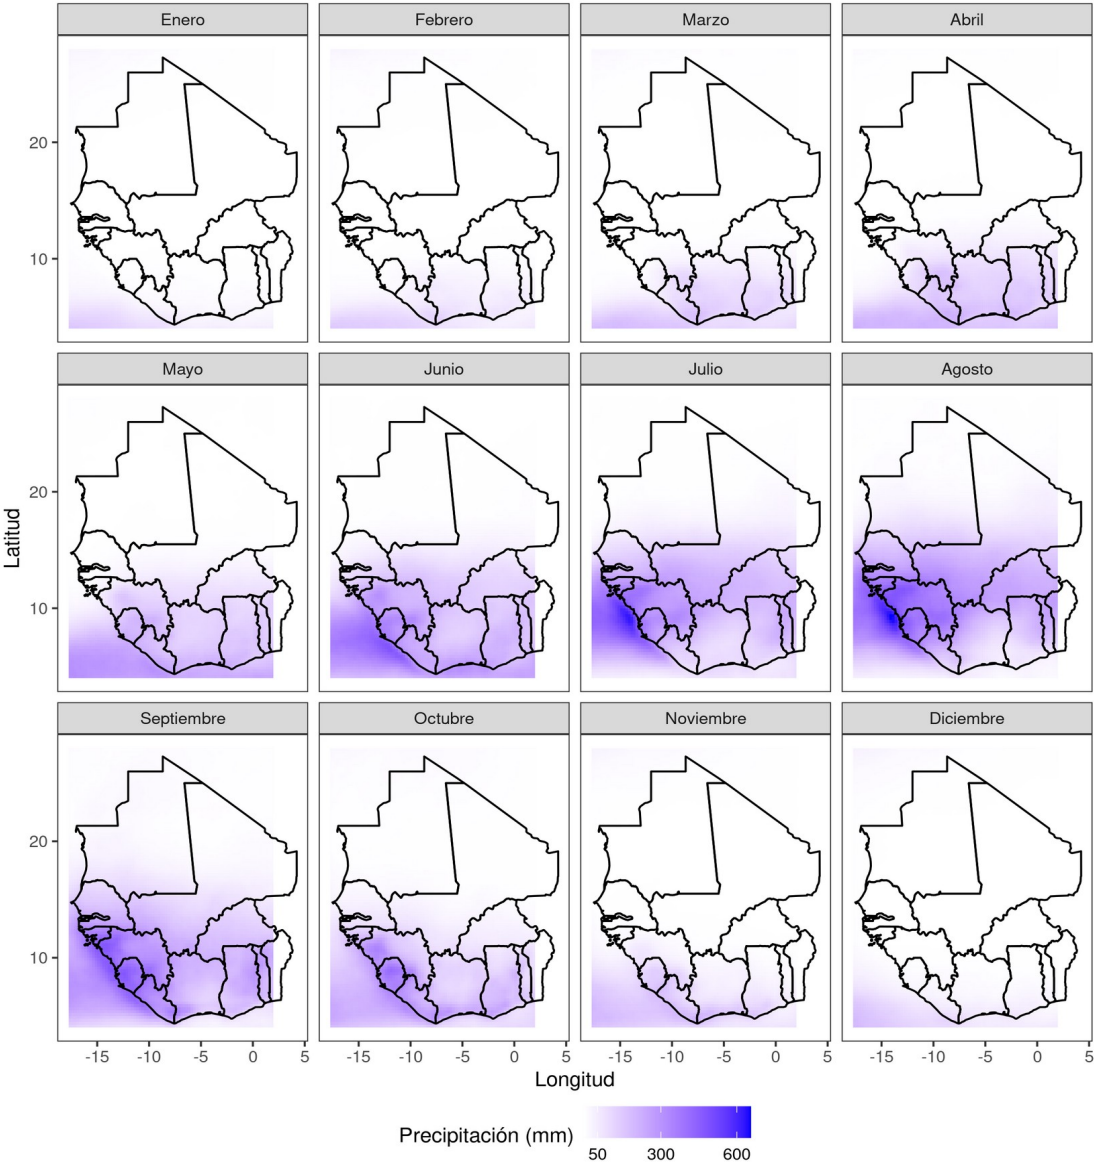 Enero Febrero Marzo Abril
20
10
Mayo Junio Julio Agosto
20
10
Septiembre Octubre Noviembre Diciembre
20
10
-15 -10 -5 0 5 -15 -10 -5 0 5 -15 -10 -5 0 5 -15 -10 -5 0 5
Latitud
Longitud
Precipitación (mm)
50 300 600